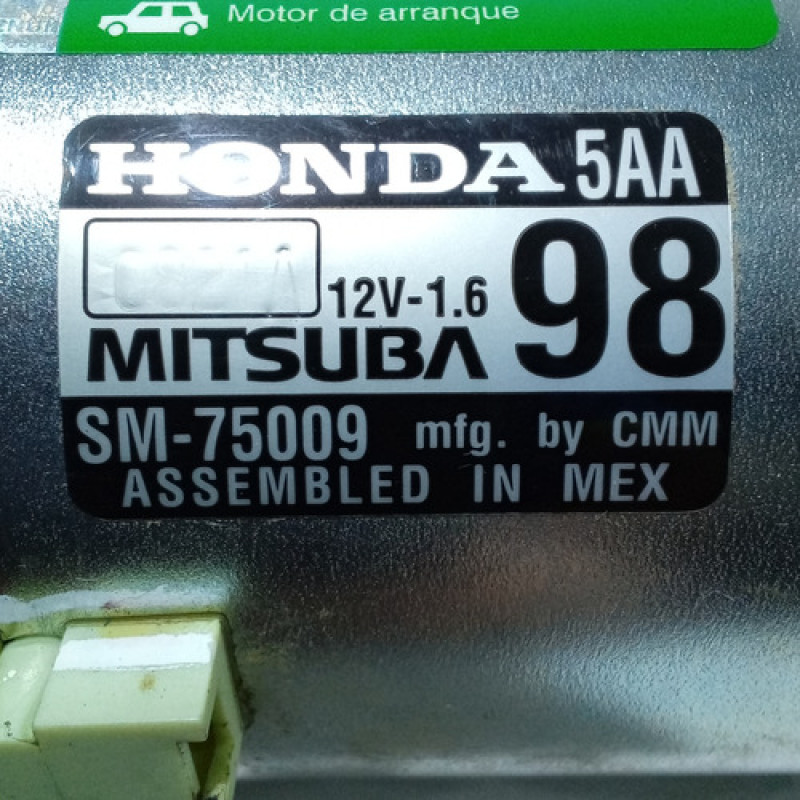 Motor de arranque
HONDA 5AA
12V-1.6 98
MITSUBA
SM-75009 mfg. by CMM
ASSEMBLED IN MEX